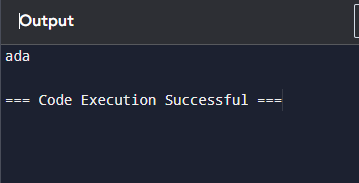 Output
ada
=== Code Execution Successful ===